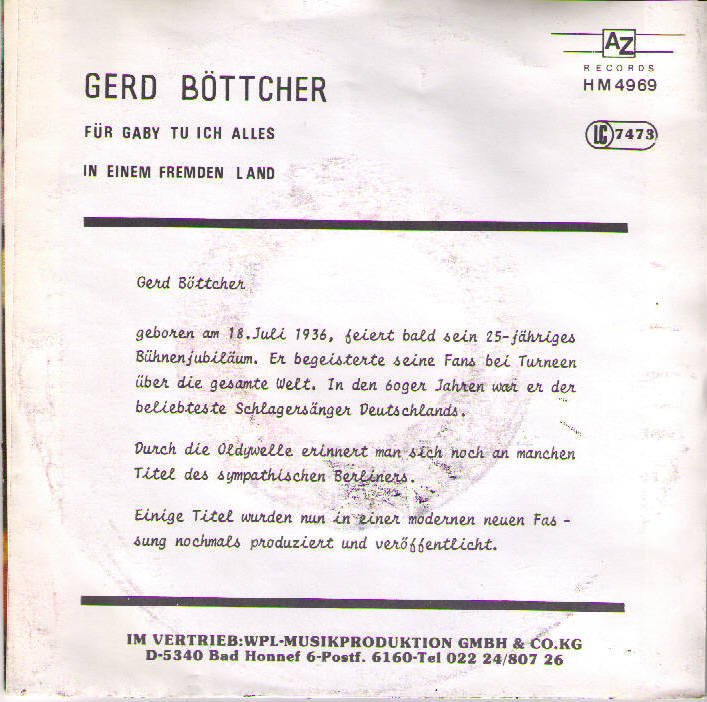 AZ
RECORDS
HM4969
GERD BÖTTCHER
LC 7473
FÜR GABY TU ICH ALLES
IN EINEM FREMDEN LAND
Gerd Böttcher
geboren am 18.Juli 1936, feiert bald sein 25-jähriges
Bühnenjubiläum. Er begeisterte seine Fans bei Turneen
über die gesamte Welt. In den 6oger Jahren war er der
beliebteste Schlagersänger Deutschlands.
Durch die Oldywelle erinnert man sich noch an manchen
Titel des sympathischen Berliners.
Einige Titel wurden nun in einer modernen neuen Fas -
sung nochmals produziert und veröffentlicht.
IM VERTRIEB:WPL-MUSIKPRODUKTION GMBH & CO.KG
D-5340 Bad Honnef 6-Postf. 6160-Tel 022 24/807 26